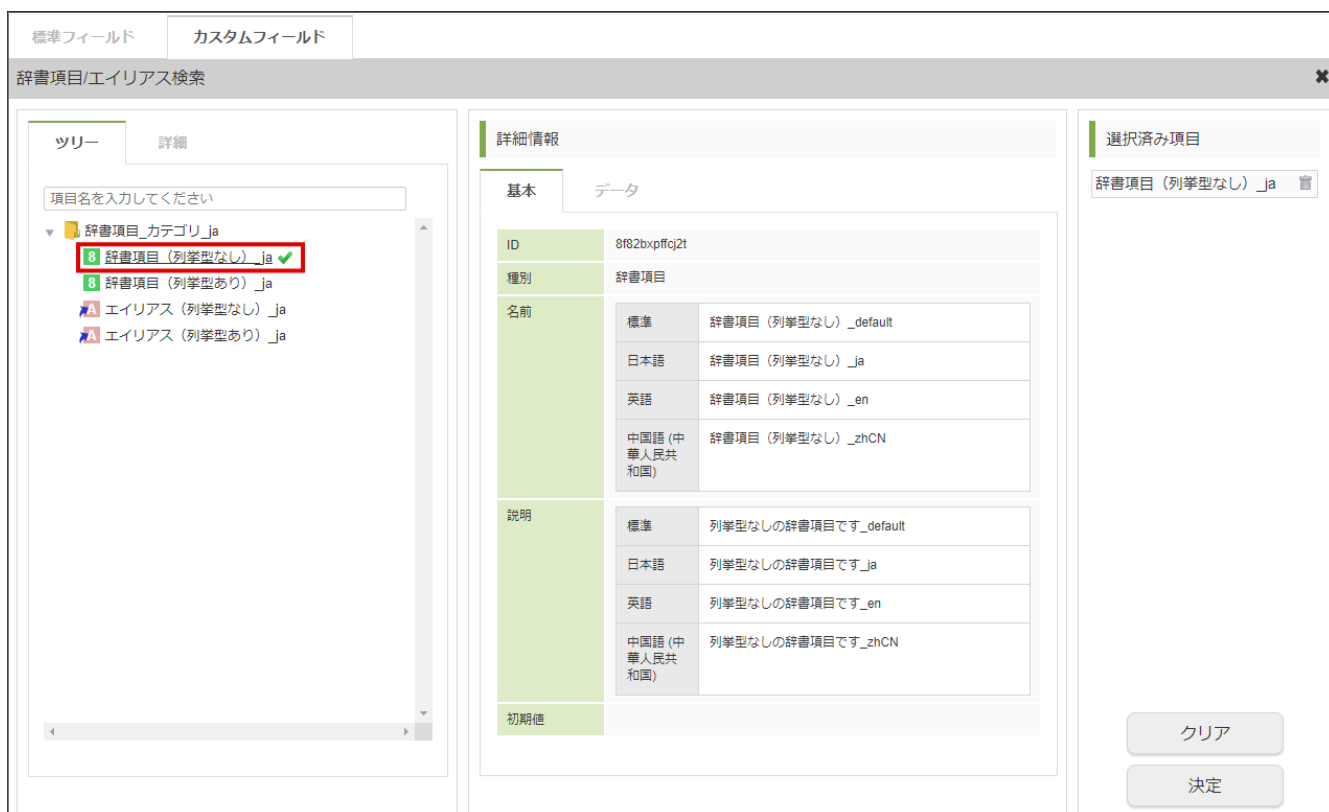 標準フィールド カスタムフィールド
辞書項目/エイリアス検索
ツリー 詳細
項目名を入力してください
辞書項目_カテゴリ_ja
8 辞書項目（列挙型なし）_ja
8 辞書項目（列挙型あり）_ja
A エイリアス（列挙型なし）_ja
A エイリアス（列挙型あり）_ja
詳細情報
基本 データ
ID 8f82bxpffcj2t
種別 辞書項目
名前
標準 辞書項目（列挙型なし）_default
日本語 辞書項目（列挙型なし）_ja
英語 辞書項目（列挙型なし）_en
中国語 (中 辞書項目（列挙型なし）_zhCN
華人民共
和国)
説明
標準 列挙型なしの辞書項目です_default
日本語 列挙型なしの辞書項目です_ja
英語 列挙型なしの辞書項目です_en
中国語 (中 列挙型なしの辞書項目です_zhCN
華人民共
和国)
初期値
選択済み項目
辞書項目（列挙型なし）_ja
クリア
決定